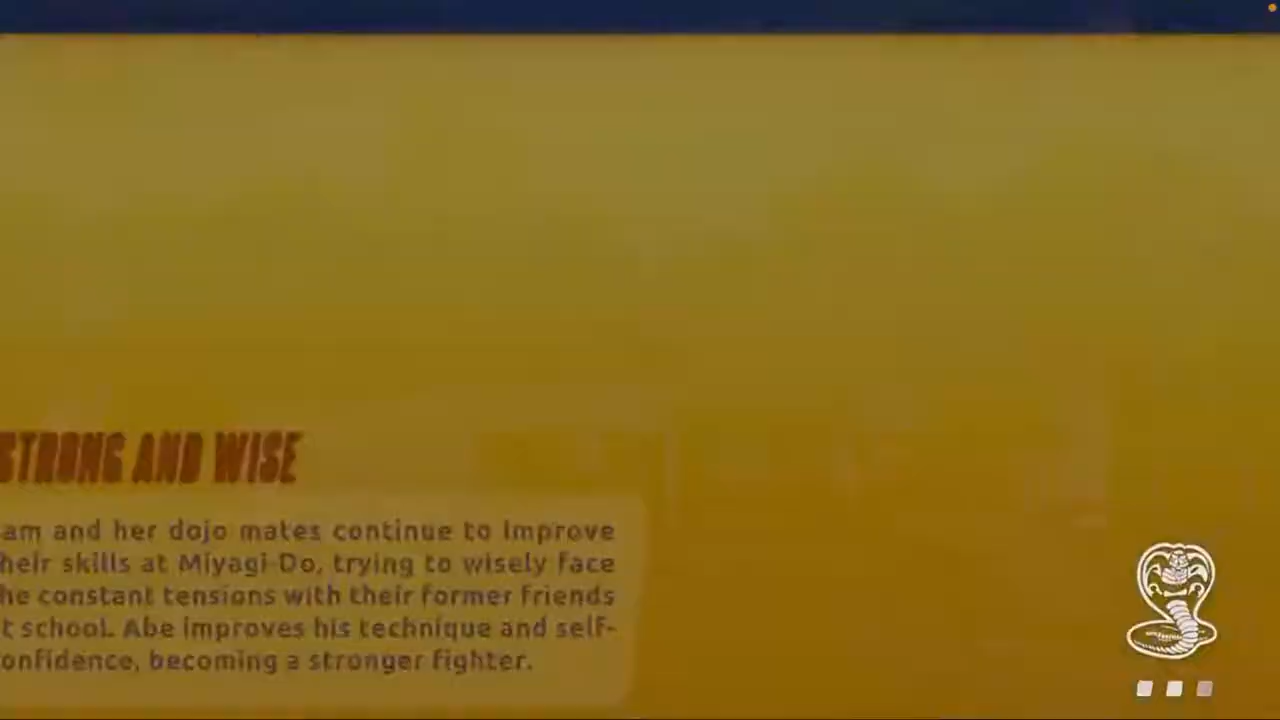 STRONG AND WISE
am and her dojo mates continue to improve
heir skills at Miyagi-Do, trying to wisely face
he constant tensions with their former friends
t school. Abe improves his technique and self-
onfidence, becoming a stronger fighter.